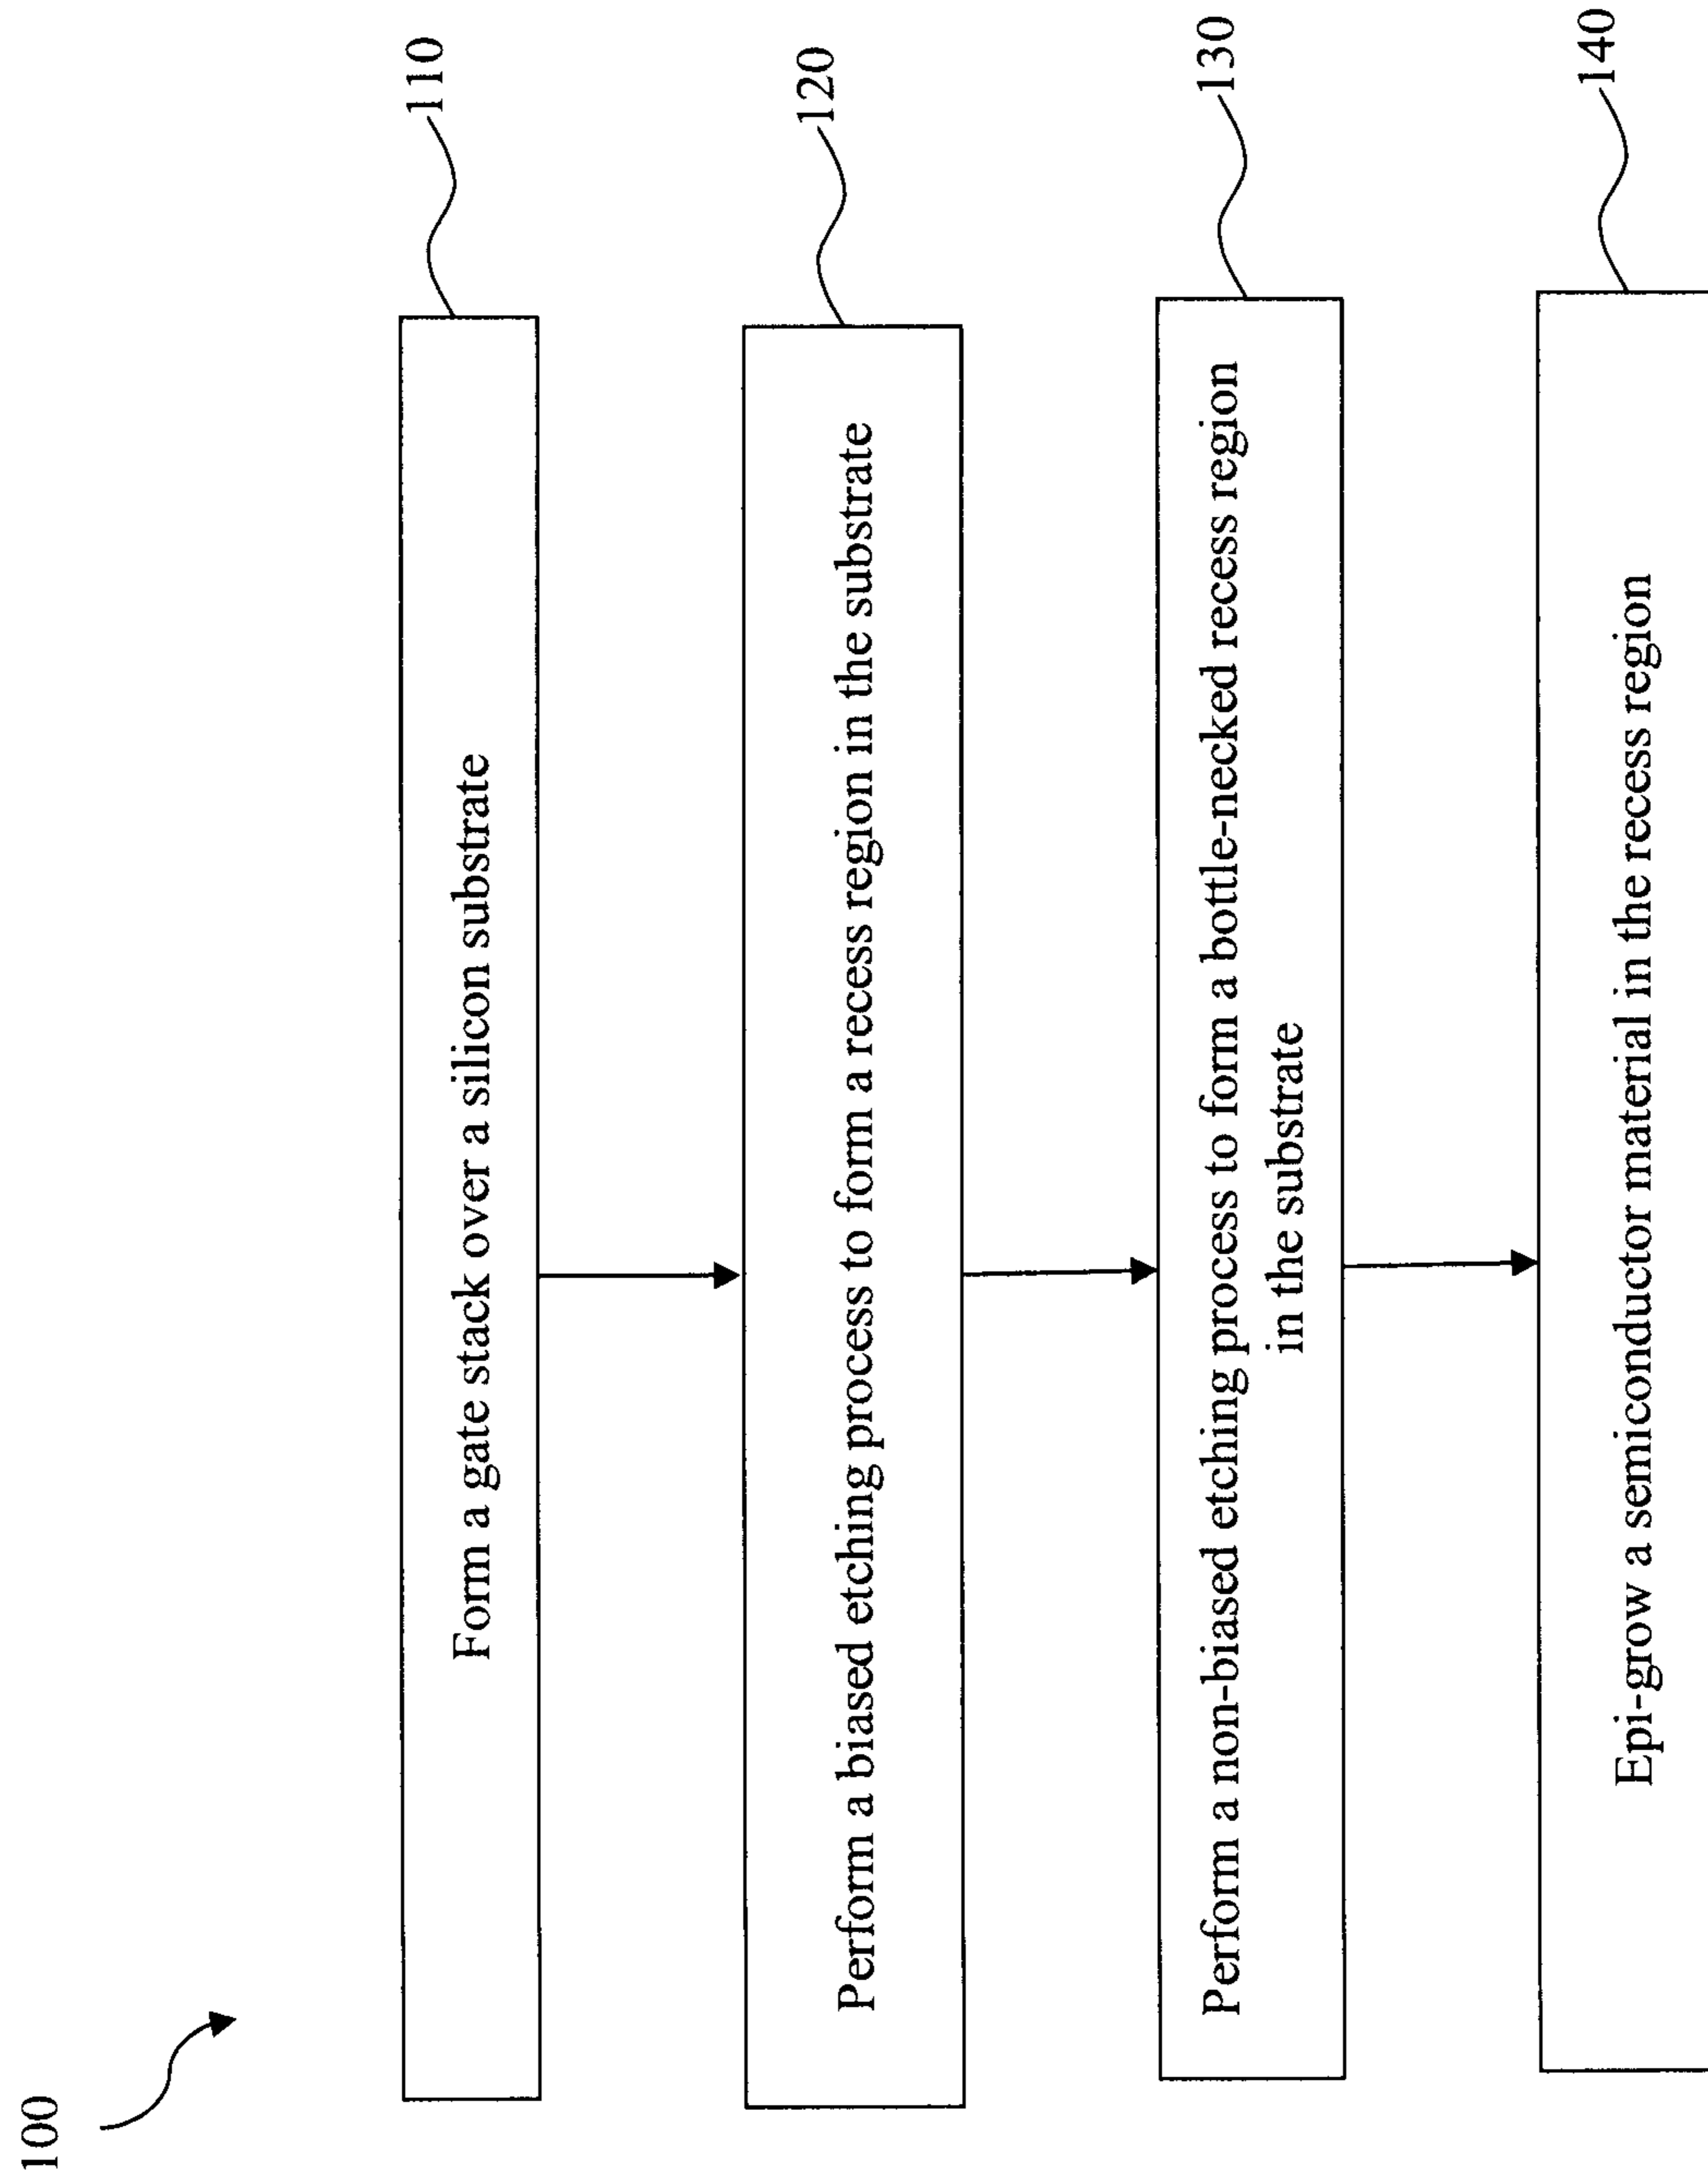 100
Form a gate stack over a silicon substrate
110
Perform a biased etching process to form a recess region in the substrate
120
Perform a non-biased etching process to form a bottle-necked recess region
in the substrate
130
Epi-grow a semiconductor material in the recess region
140